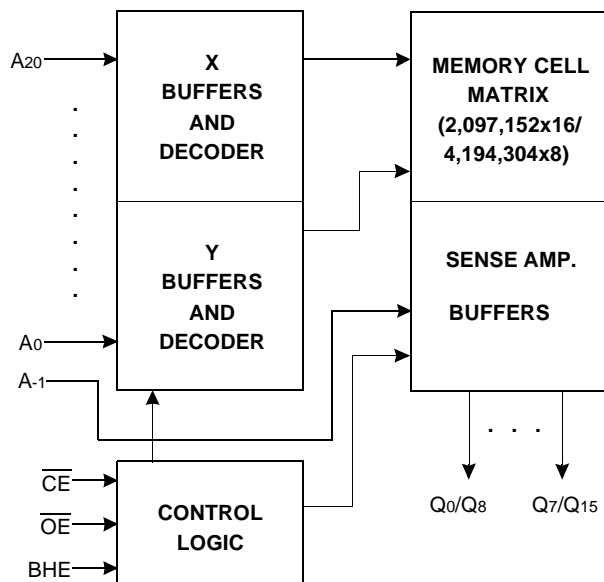 A20
X
BUFFERS
AND
DECODER
MEMORY CELL
MATRIX
(2,097,152x16/
4,194,304x8)
Y
BUFFERS
AND
DECODER
SENSE AMP.
BUFFERS
A0
A-1
CE
OE
BHE
CONTROL
LOGIC
Q0/Q8
Q7/Q15